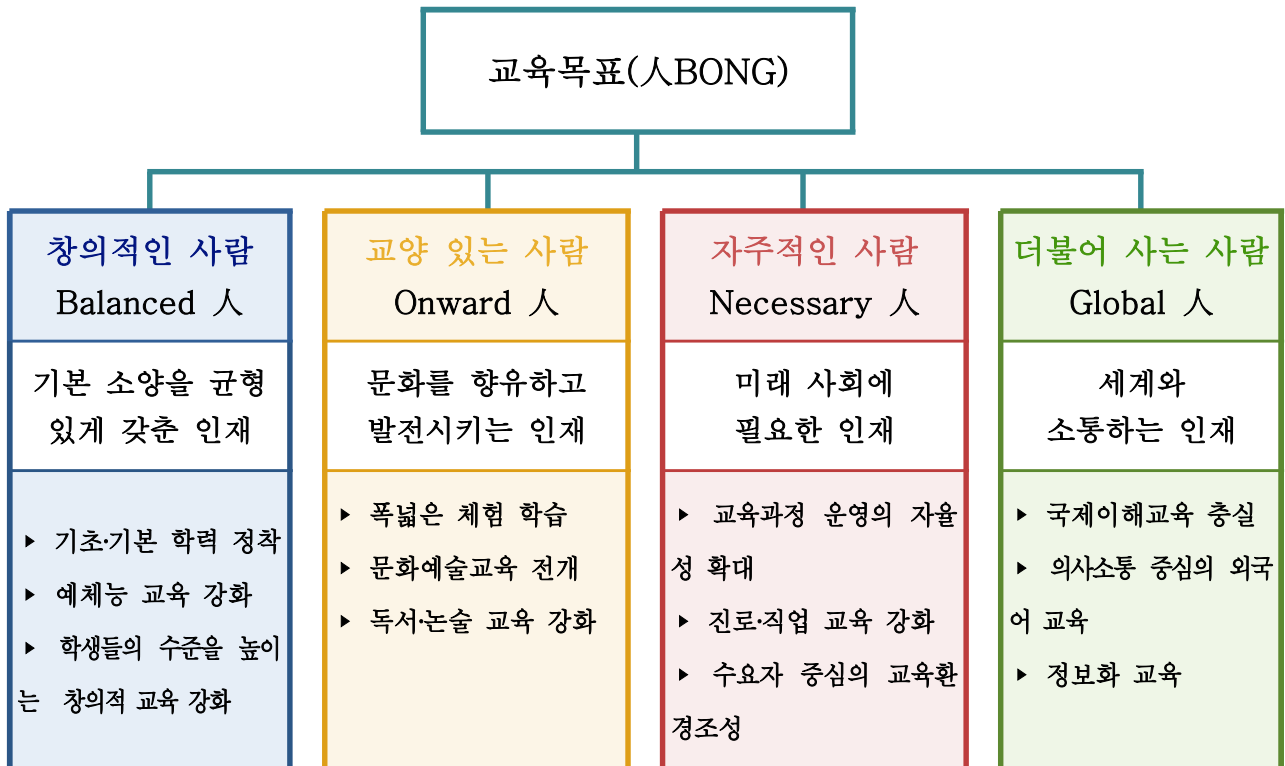 교육목표(人BONG)
창의적인 사람
Balanced 人
기본 소양을 균형
있게 갖춘 인재
▸ 기초·기본 학력 정착
▸ 예체능 교육 강화
▸ 학생들의 수준을 높이
는 창의적 교육 강화
교양 있는 사람
Onward 人
문화를 향유하고
발전시키는 인재
▸ 폭넓은 체험 학습
▸ 문화예술교육 전개
▸ 독서·논술 교육 강화
자주적인 사람
Necessary 人
미래 사회에
필요한 인재
▸ 교육과정 운영의 자율
성 확대
▸ 진로·직업 교육 강화
▸ 수요자 중심의 교육환
경조성
더불어 사는 사람
Global 人
세계와
소통하는 인재
▸ 국제이해교육 충실
▸ 의사소통 중심의 외국
어 교육
▸ 정보화 교육